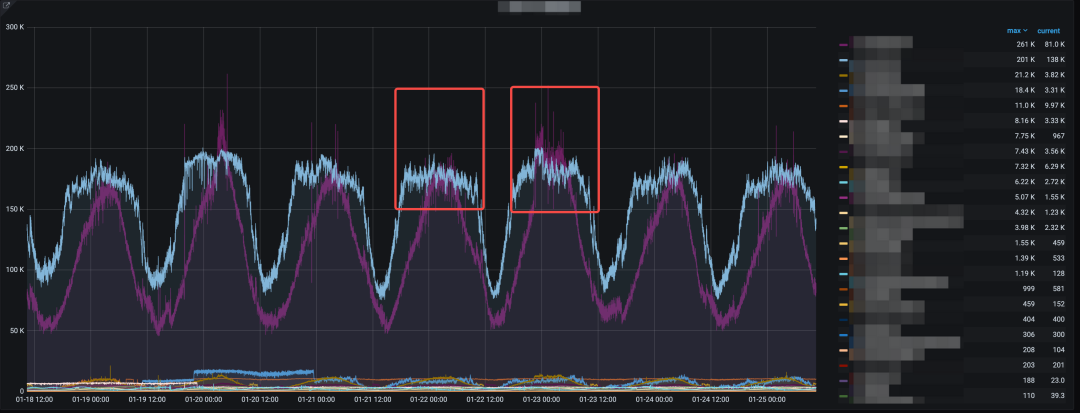 300 K
250 K
200 K
150 K
100 K
50 K
0
01-18 12:00 01-19 00:00 01-19 12:00 01-20 00:00 01-20 12:00 01-21 00:00 01-21 12:00 01-22 00:00 01-22 12:00 01-23 00:00 01-23 12:00 01-24 00:00 01-24 12:00 01-25 00:00
max current
261 K 81.0 K
201 K 138 K
21.2 K 3.82 K
18.4 K 3.31 K
11.0 K 9.97 K
8.16 K 3.33 K
7.75 K 967
7.43 K 3.56 K
7.32 K 6.29 K
6.22 K 2.72 K
5.07 K 1.55 K
4.32 K 1.23 K
3.98 K 2.32 K
1.55 K 459
1.39 K 533
1.19 K 128
999 581
459 152
404 400
306 300
208 104
203 201
188 23.0
110 39.3